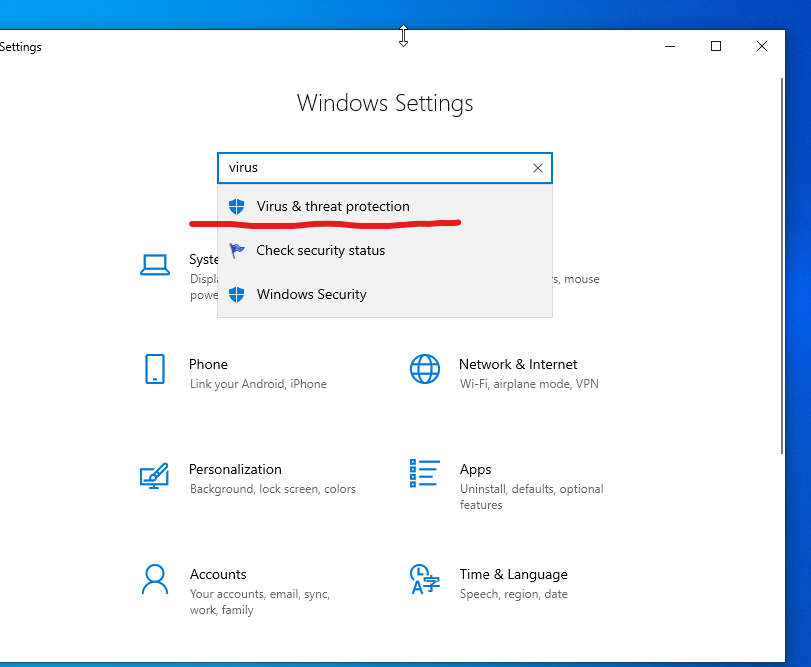 Settings
Windows Settings
virus
Virus & threat protection
Check security status
Windows Security
Syste
Displa
powe
rs, mouse
Phone
Link your Android, iPhone
Network & Internet
Wi-Fi, airplane mode, VPN
Personalization
Background, lock screen, colors
Apps
Uninstall, defaults, optional
features
Accounts
Your accounts, email, sync,
work, family
Time & Language
Speech, region, date